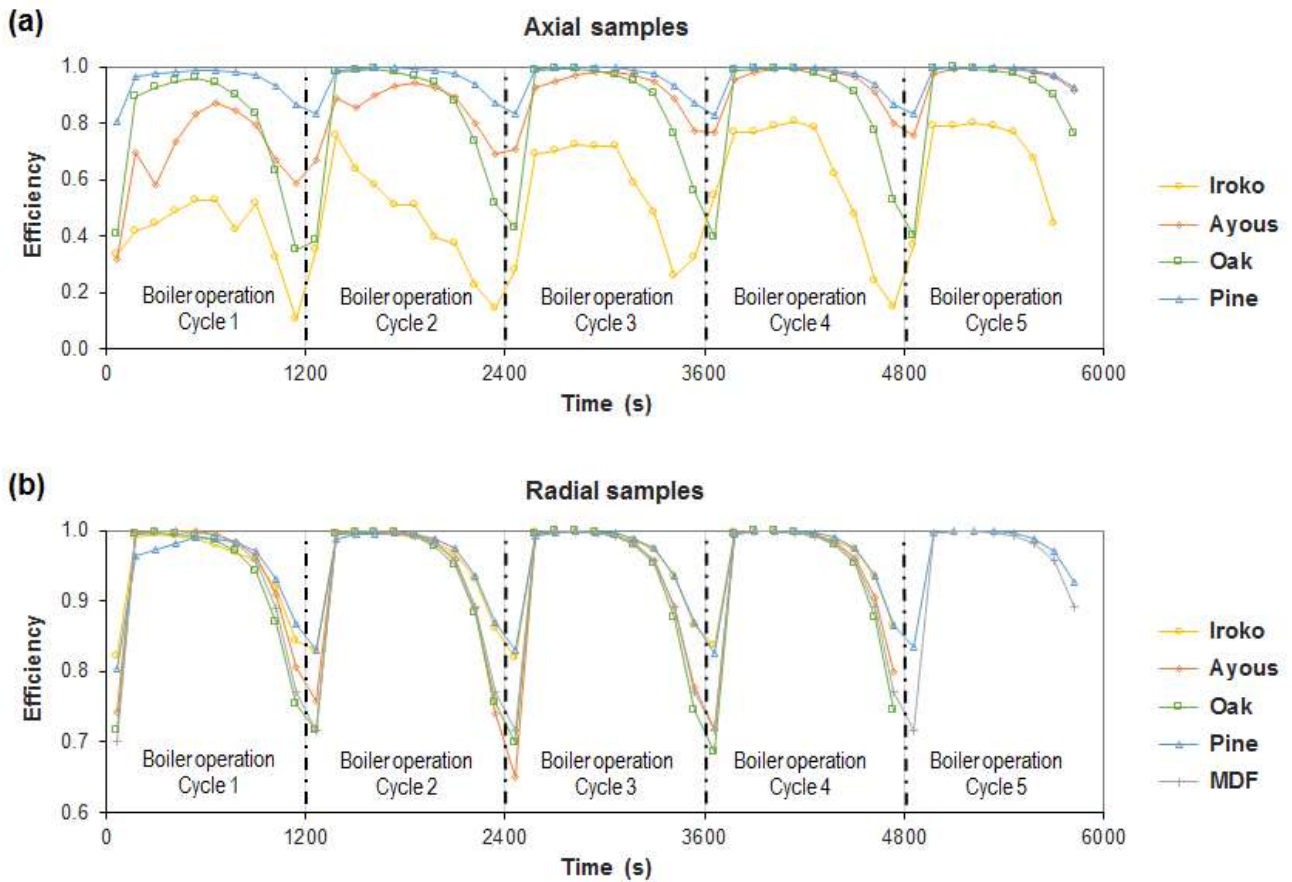 (a)
Axial samples
Efficiency
1.0
0.8
0.6
0.4
0.2
0.0
Boiler operation
Cycle 1
Boiler operation
Cycle 2
Boiler operation
Cycle 3
Boiler operation
Cycle 4
Boiler operation
Cycle 5
0 1200 2400 3600 4800 6000
Time (s)
Iroko
Ayous
Oak
Pine
(b)
Radial samples
Efficiency
1.0
0.9
0.8
0.7
0.6
Boiler operation
Cycle 1
Boiler operation
Cycle 2
Boiler operation
Cycle 3
Boiler operation
Cycle 4
Boiler operation
Cycle 5
0 1200 2400 3600 4800 6000
Time (s)
Iroko
Ayous
Oak
Pine
MDF